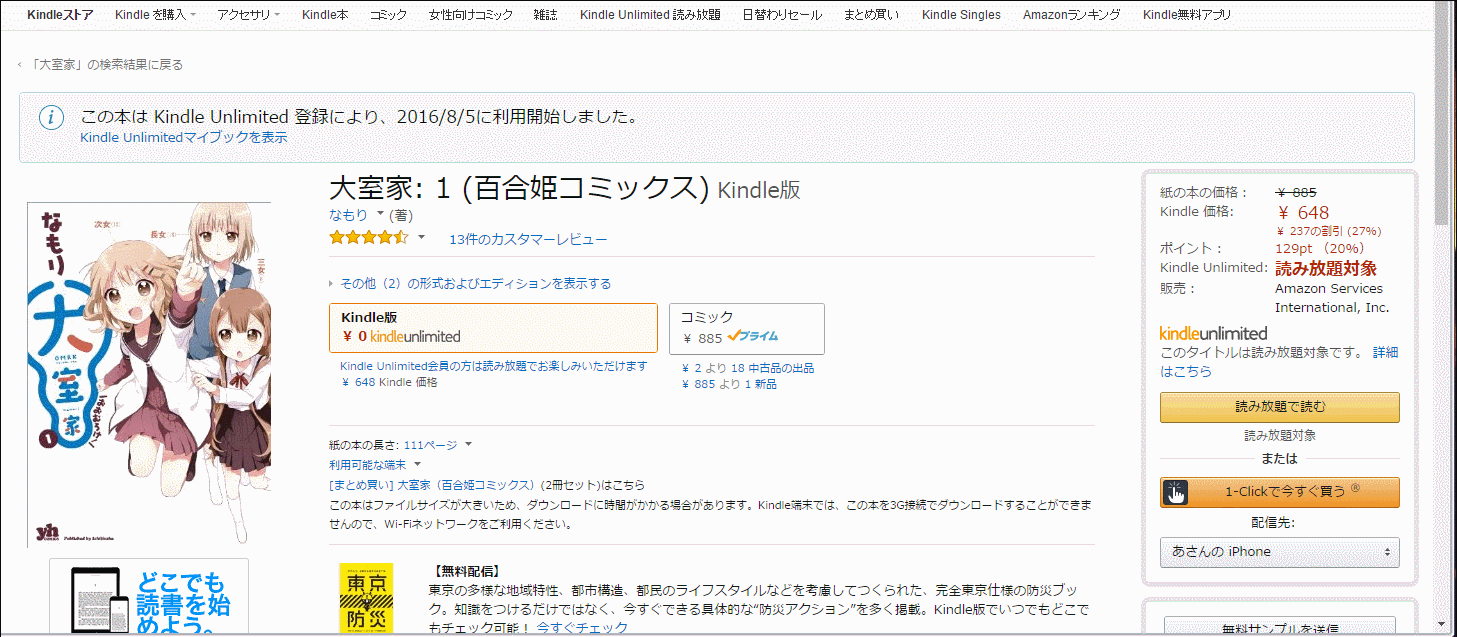 Kindleストア Kindle を購入 アクセサリ Kindle本 コミック 女性向けコミック 雑誌 Kindle Unlimited 読み放題 日替わりセール まとめ買い Kindle Singles Amazonランキング Kindle無料アプリ
‹ 「大室家」の検索結果に戻る
この本は Kindle Unlimited 登録により、2016/8/5に利用開始しました。
Kindle Unlimitedマイブックを表示
なもり
次女
長女
三女
大室家
1
yh
Published by Ichijinsha
どこでも
読書を始
めよう。
大室家: 1 (百合姫コミックス) Kindle版
なもり (著)
13件のカスタマーレビュー
その他（2）の形式およびエディションを表示する
Kindle版
￥ 0 kindleunlimited
Kindle Unlimited会員の方は読み放題でお楽しみいただけます
￥ 648 Kindle 価格
コミック
￥ 885 プライム
￥ 2 より 18 中古品の出品
￥ 885 より 1 新品
紙の本の長さ: 111ページ
利用可能な端末
[まとめ買い] 大室家（百合姫コミックス）(2冊セット)はこちら
この本はファイルサイズが大きいため、ダウンロードに時間がかかる場合があります。Kindle端末では、この本を3G接続でダウンロードすることができま
せんので、Wi-Fiネットワークをご利用ください。
東京
防災
【無料配信】
東京の多様な地域特性、都市構造、都民のライフスタイルなどを考慮してつくられた、完全東京仕様の防災ブッ
ク。知識をつけるだけではなく、今すぐできる具体的な“防災アクション”を多く掲載。Kindle版でいつでもどこで
もチェック可能！ 今すぐチェック
紙の本の価格： ￥ 885
Kindle 価格: ￥ 648
￥ 237の割引 (27%)
ポイント： 129pt （20%）
Kindle Unlimited: 読み放題対象
販売： Amazon Services
International, Inc.
kindleunlimited
このタイトルは読み放題対象です。 詳細
はこちら
読み放題で読む
読み放題対象
または
1-Clickで今すぐ買う ®
配信先:
あさんの iPhone
無料サンプルを送信